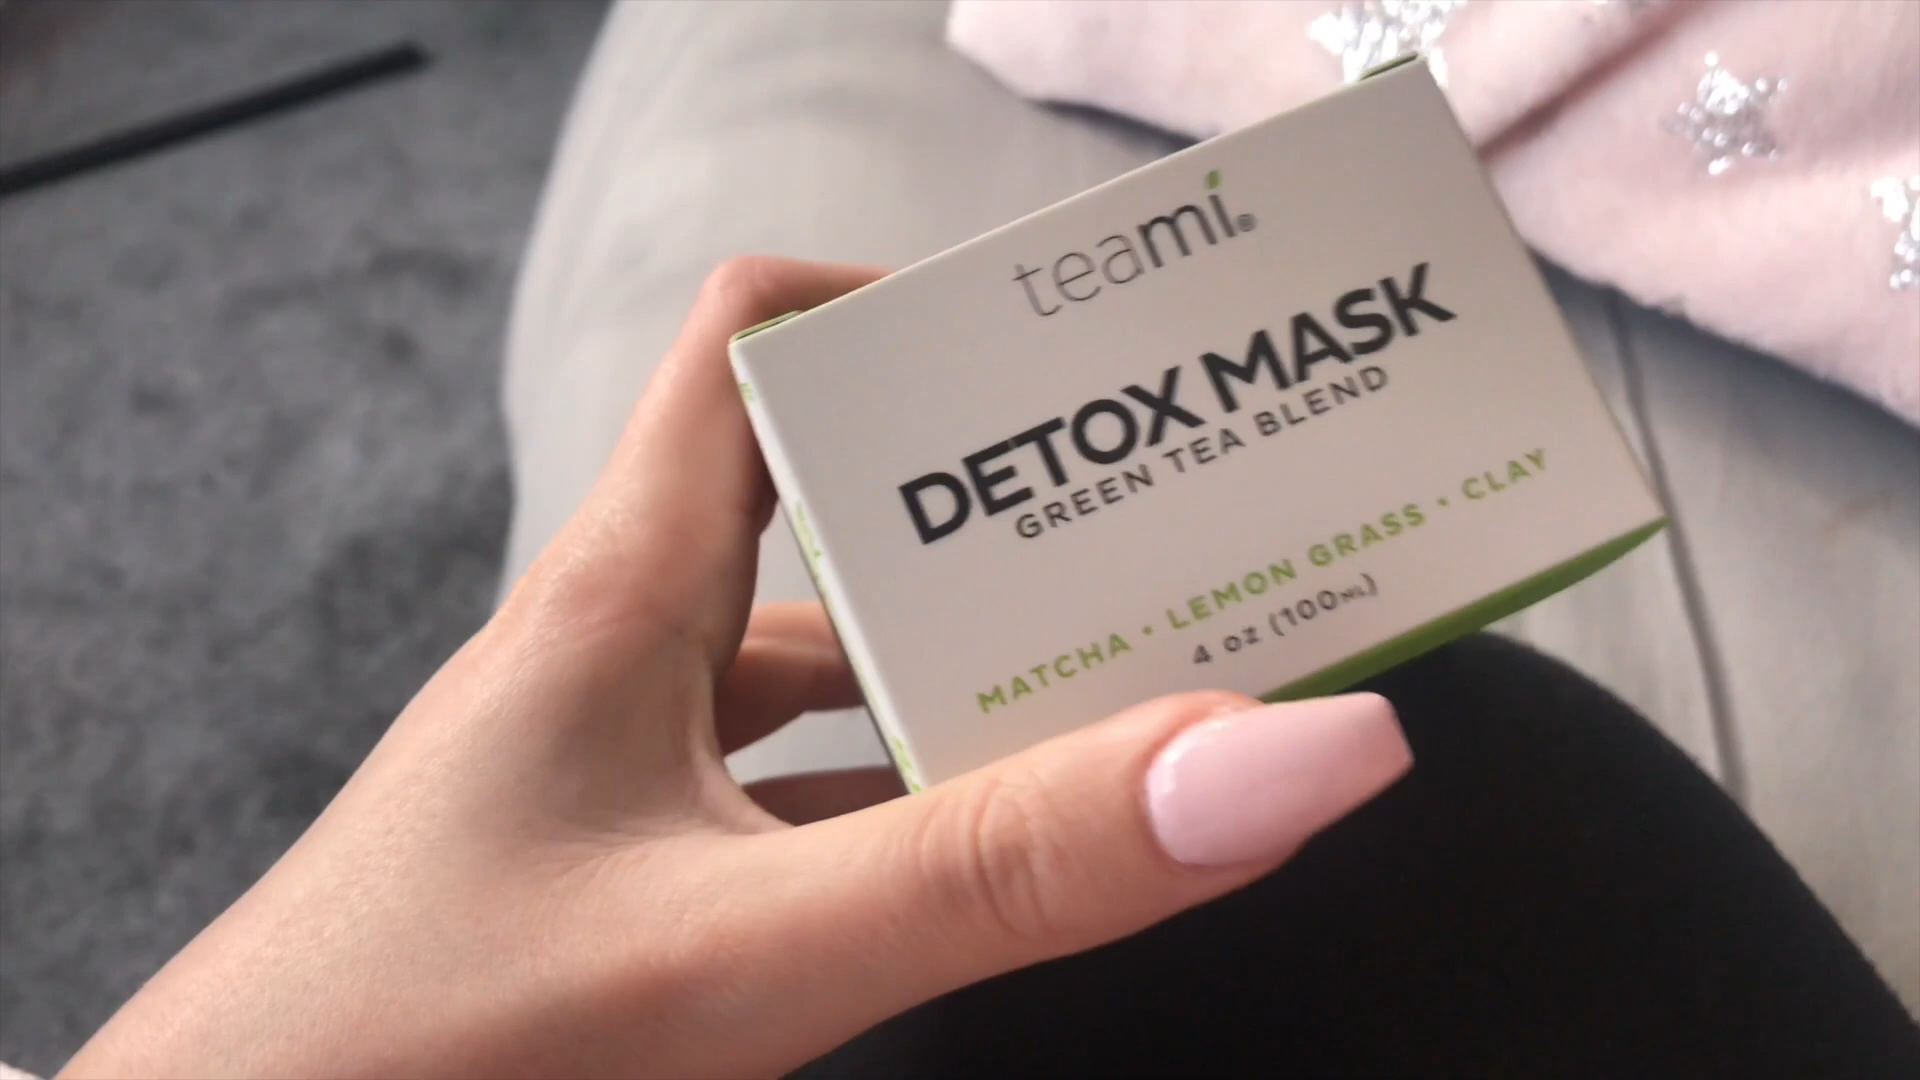 teami®
DETOX MASK
GREEN TEA BLEND
MATCHA • LEMON GRASS • CLAY
4 oz (100ML)